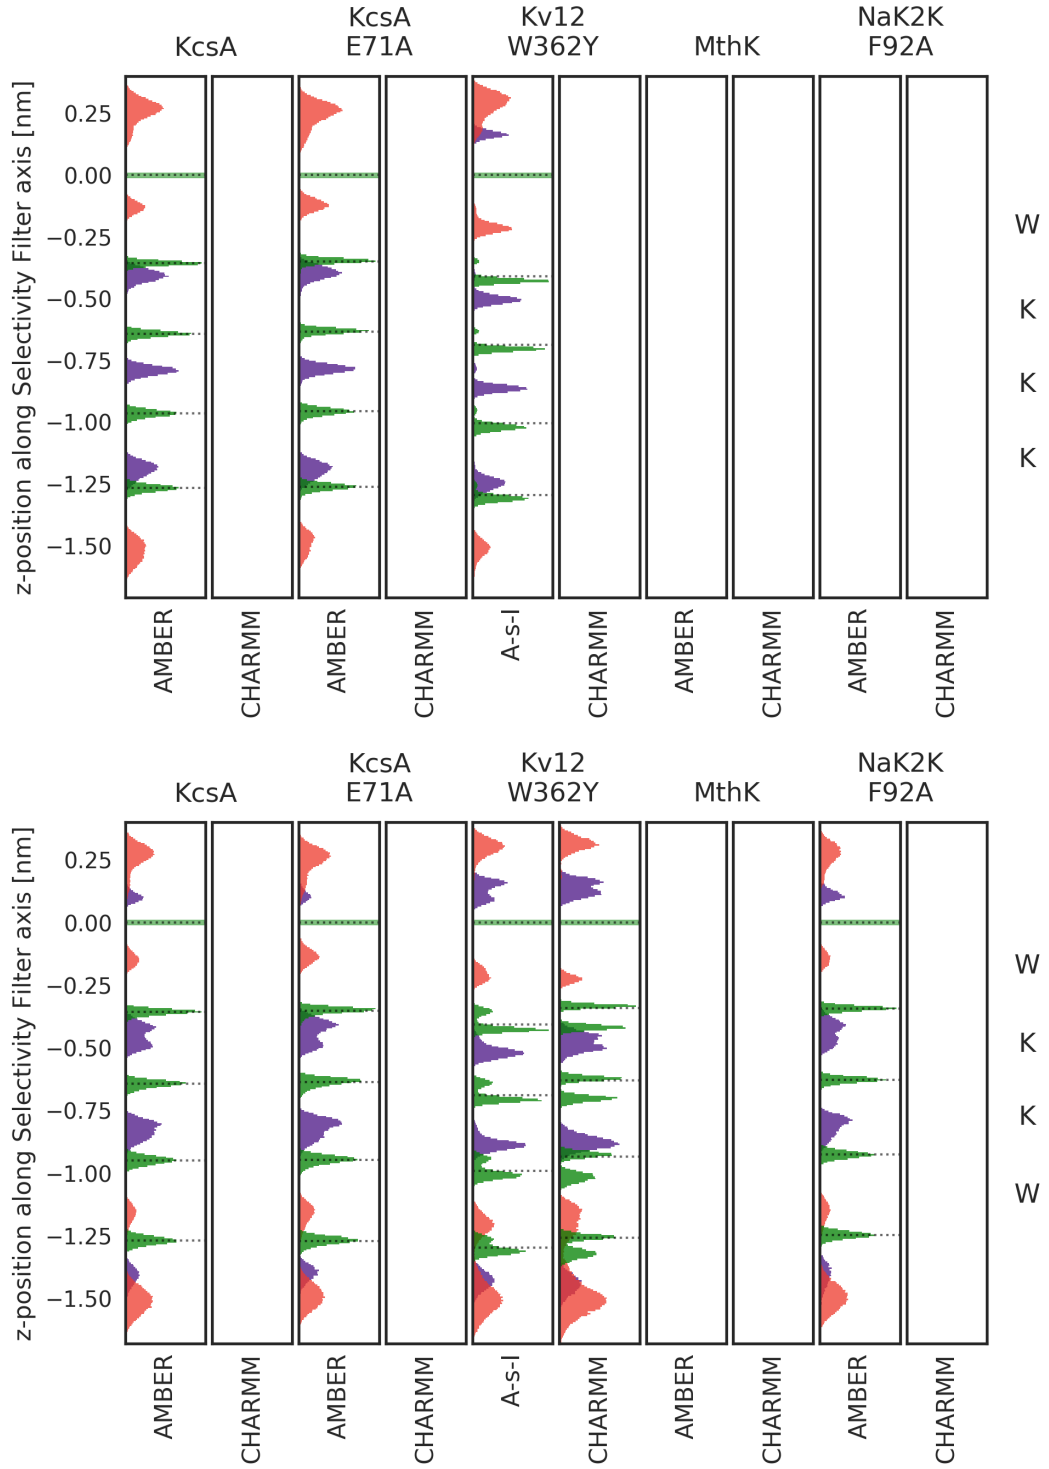 KcsA
KcsA
E71A
Kv12
W362Y
MthK
NaK2K
F92A
z-position along Selectivity Filter axis [nm]
0.25
0.00
−0.25
−0.50
−0.75
−1.00
−1.25
−1.50
W
K
K
K
AMBER
CHARMM
AMBER
CHARMM
A-s-I
CHARMM
AMBER
CHARMM
AMBER
CHARMM
KcsA
KcsA
E71A
Kv12
W362Y
MthK
NaK2K
F92A
z-position along Selectivity Filter axis [nm]
0.25
0.00
−0.25
−0.50
−0.75
−1.00
−1.25
−1.50
W
K
K
W
AMBER
CHARMM
AMBER
CHARMM
A-s-I
CHARMM
AMBER
CHARMM
AMBER
CHARMM